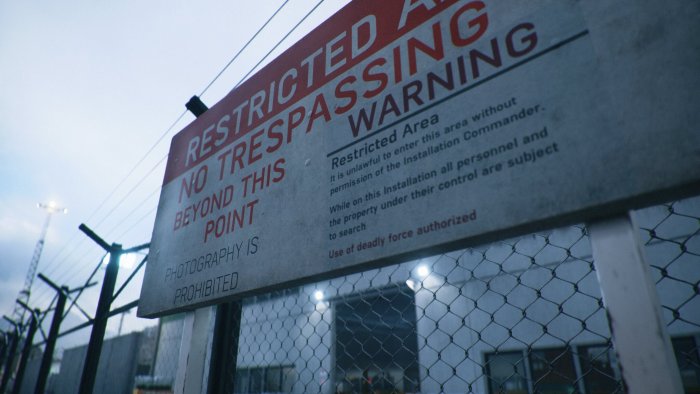 RESTRICTED
NO TRESPASSING
BEYOND THIS
POINT
PHOTOGRAPHY IS
PROHIBITED
WARNING
Restricted Area
It is unlawful to enter this area without
permission of the Installation Commander.
While on this Installation all personnel and
the property under their control are subject
to search.
Use of deadly force authorized